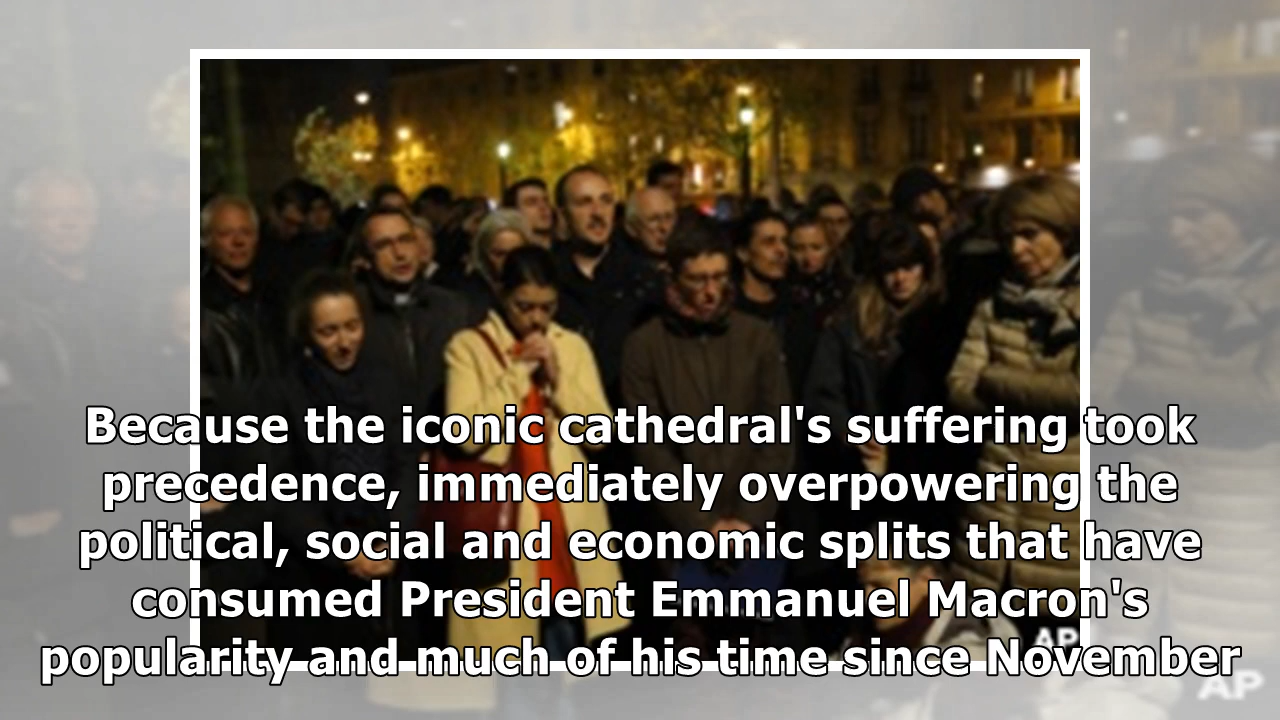 Because the iconic cathedral's suffering took
precedence, immediately overpowering the
political, social and economic splits that have
consumed President Emmanuel Macron's
popularity and much of his time since November
AP
AP